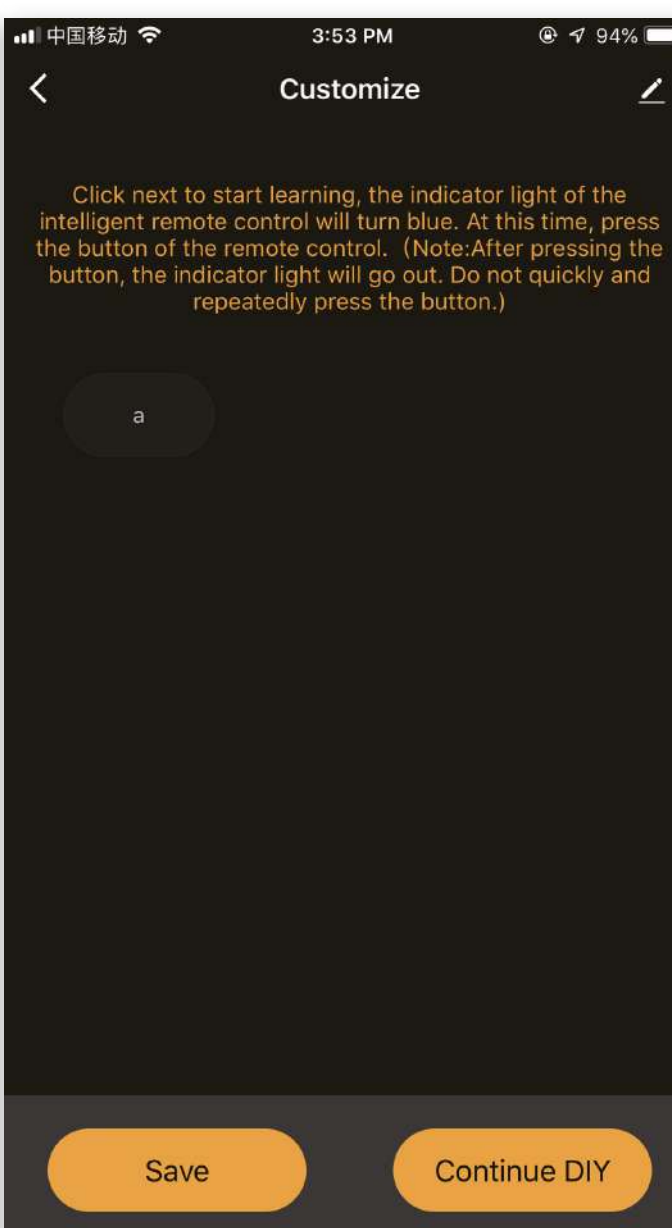 中国移动 3:53 PM 94%
Customize
Click next to start learning, the indicator light of the
intelligent remote control will turn blue. At this time, press
the button of the remote control.（Note:After pressing the
button, the indicator light will go out. Do not quickly and
repeatedly press the button.)
a
Save Continue DIY